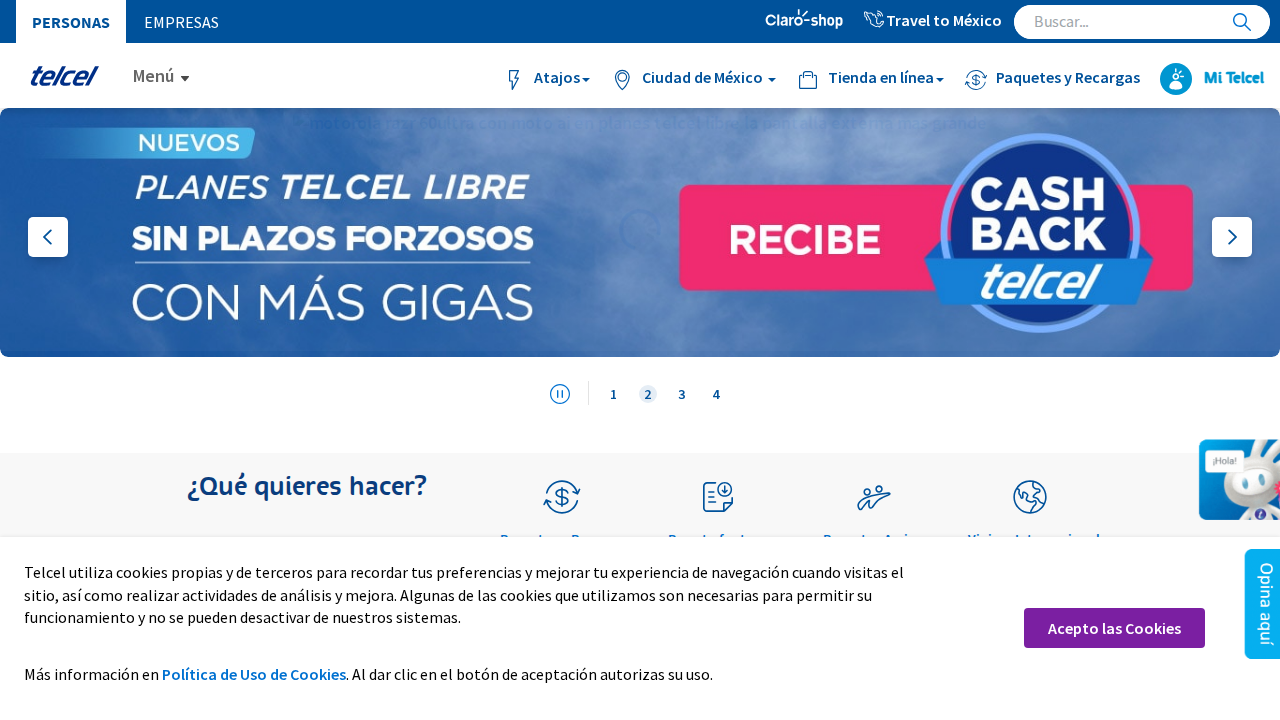 PERSONAS
EMPRESAS
Claro-shop
Travel to México
Buscar...
telcel
Menú
Atajos
Ciudad de México
Tienda en línea
Paquetes y Recargas
Mi Telcel
NUEVOS
PLANES TELCEL LIBRE
SIN PLAZOS FORZOSOS
CON MÁS GIGAS
RECIBE
CASH
BACK
telcel
1
2
3
4
¿Qué quieres hacer?
¡Hola!
Telcel utiliza cookies propias y de terceros para recordar tus preferencias y mejorar tu experiencia de navegación cuando visitas el
sitio, así como realizar actividades de análisis y mejora. Algunas de las cookies que utilizamos son necesarias para permitir su
funcionamiento y no se pueden desactivar de nuestros sistemas.
Acepto las Cookies
Más información en Política de Uso de Cookies. Al dar clic en el botón de aceptación autorizas su uso.
Opina aquí